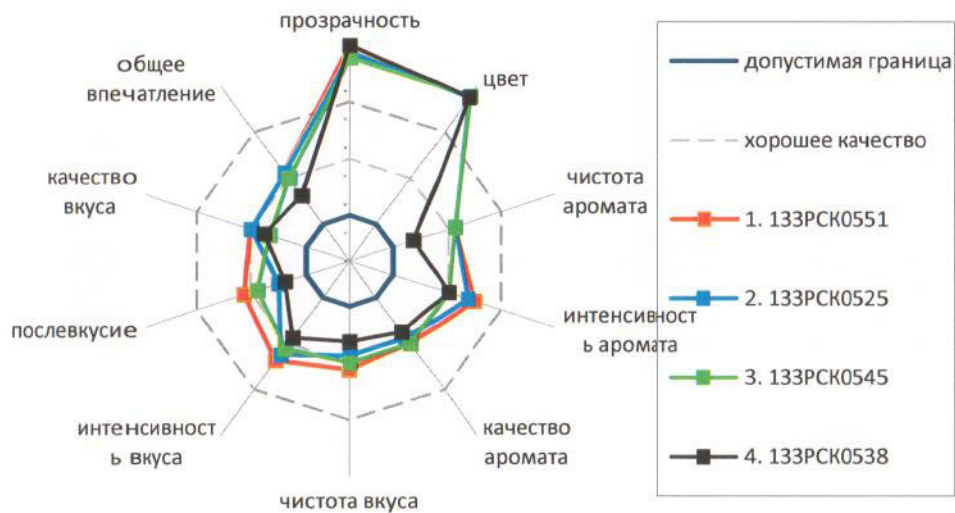 прозрачность
цвет
чистота
аромата
интенсивност
ь аромата
качество
аромата
чистота вкуса
интенсивност
ь вкуса
послевкусие
качество
вкуса
общее
впечатление
допустимая граница
хорошее качество
1. 133РСК0551
2. 133РСК0525
3. 133РСК0545
4. 133РСК0538